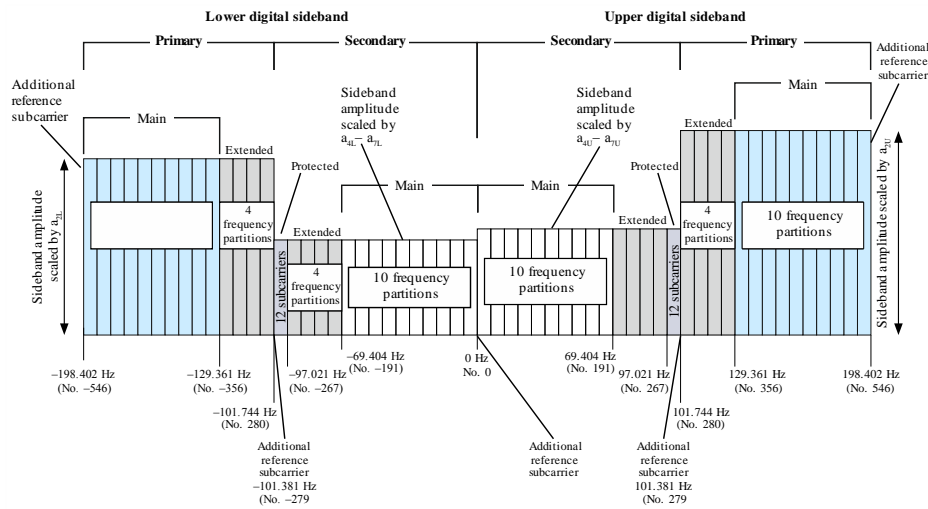 Lower digital sideband
Upper digital sideband
Primary
Secondary
Secondary
Primary
Additional
reference
subcarrier
Additional
reference
subcarrier
Main
Extended
Sideband
amplitude
scaled by
a4L– a7L
Sideband
amplitude
scaled by
a4U– a7U
Main
Extended
Protected
Main
Main
Protected
Extended
Extended
Sideband amplitude
scaled by a2L
4
frequency
partitions
12 subcarriers
4
frequency
partitions
10 frequency
partitions
10 frequency
partitions
12 subcarriers
4
frequency
partitions
10 frequency
partitions
Sideband amplitude scaled by a2U
–198.402 Hz
(No. –546)
–129.361 Hz
(No. –356)
–101.744 Hz
(No. 280)
–97.021 Hz
(No. –267)
–69.404 Hz
(No. –191)
0 Hz
No. 0
69.404 Hz
(No. 191)
97.021 Hz
(No. 267)
101.744 Hz
(No. 280)
129.361 Hz
(No. 356)
198.402 Hz
(No. 546)
Additional
reference
subcarrier
–101.381 Hz
(No. –279
Additional
reference
subcarrier
Additional
reference
subcarrier
101.381 Hz
(No. 279